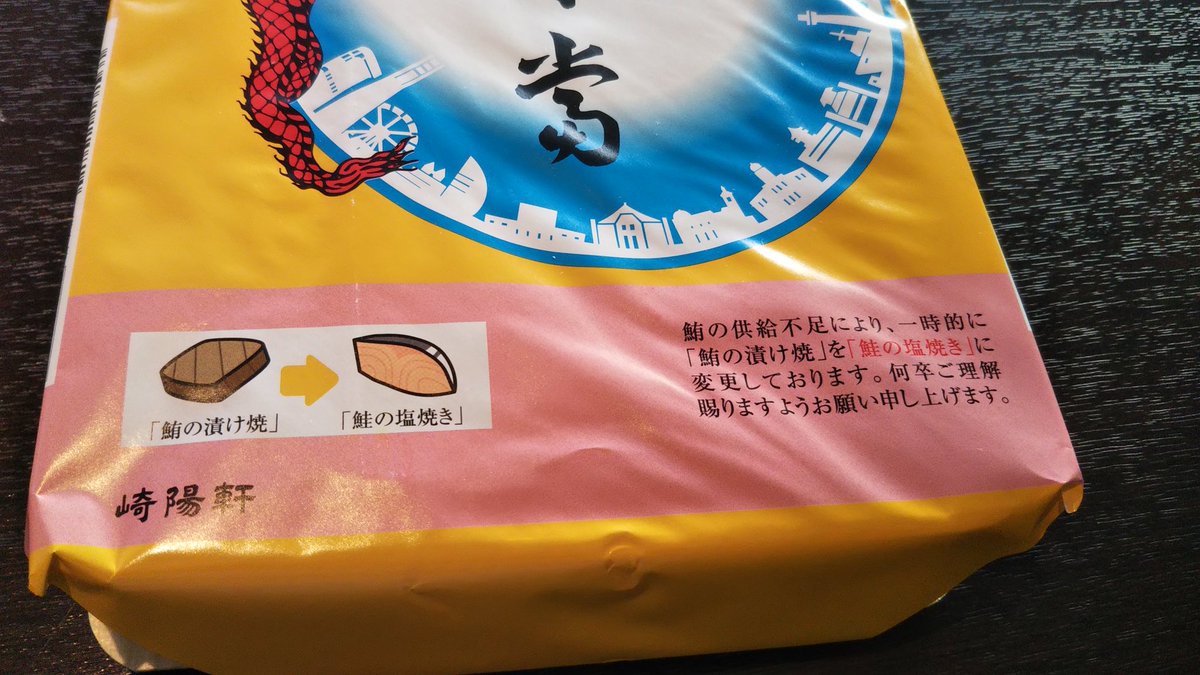 当
鮪の供給不足により、一時的に
「鮪の漬け焼」を「鮭の塩焼き」に
変更しております。何卒ご理解
賜りますようお願い申し上げます。
「鮪の漬け焼」
「鮭の塩焼き」
崎陽軒